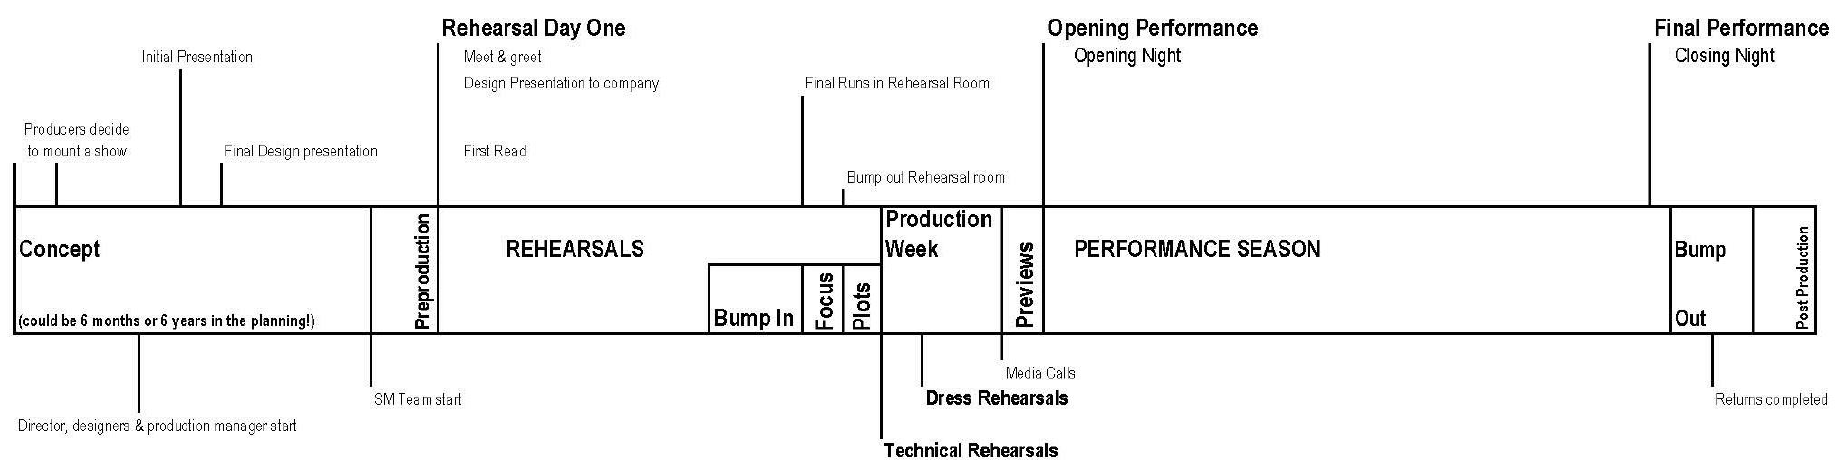 Rehearsal Day One
Opening Performance
Final Performance
Initial Presentation
Meet & greet
Opening Night
Closing Night
Design Presentation to company
Final Runs in Rehearsal Room
Producers decide
to mount a show
Final Design presentation
First Read
Bump out Rehearsal room
Concept
(could be 6 months or 6 years in the planning!)
Preproduction
REHEARSALS
Bump In
Focus
Plots
Production
Week
Previews
PERFORMANCE SEASON
Bump
Out
Post Production
Director, designers & production manager start
SM Team start
Media Calls
Dress Rehearsals
Technical Rehearsals
Returns completed